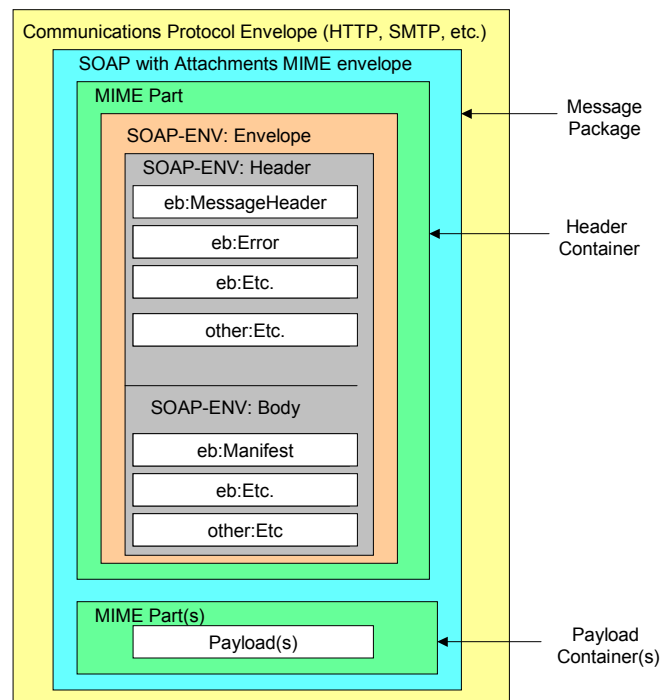 Communications Protocol Envelope (HTTP, SMTP, etc.)
SOAP with Attachments MIME envelope
MIME Part
SOAP-ENV: Envelope
SOAP-ENV: Header
eb:MessageHeader
eb:Error
eb:Etc.
other:Etc.
SOAP-ENV: Body
eb:Manifest
eb:Etc.
other:Etc
MIME Part(s)
Payload(s)
Message
Package
Header
Container
Payload
Container(s)